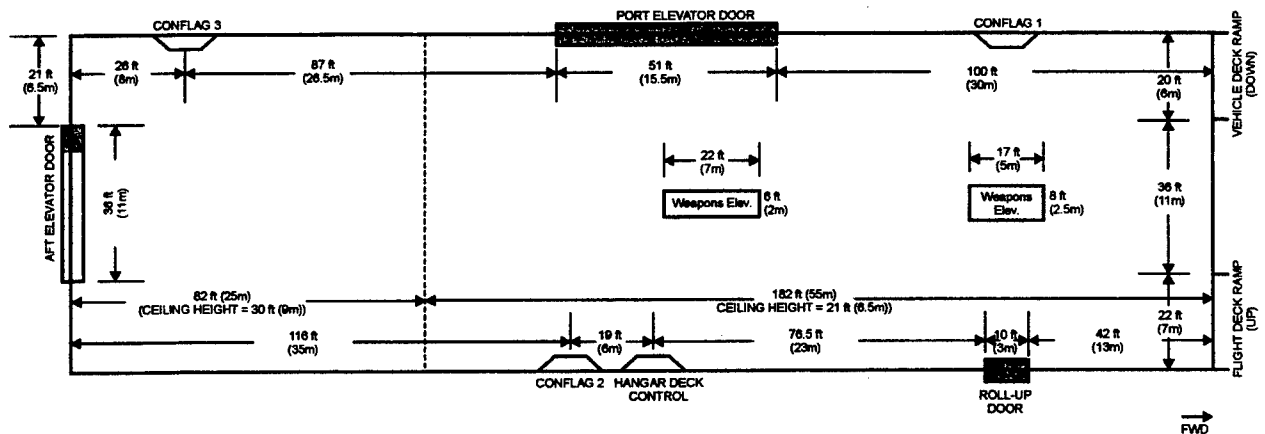 PORT ELEVATOR DOOR
CONFLAG 3
CONFLAG 1
21 ft
(6.5m)
26 ft
(8m)
87 ft
(26.5m)
51 ft
(15.5m)
100 ft
(30m)
20 ft
(6m)
VEHICLE DECK RAMP
(DOWN)
AFT ELEVATOR DOOR
36 ft
(11m)
22 ft
(7m)
Weapons Elev.
6 ft
(2m)
17 ft
(5m)
Weapons
Elev.
8 ft
(2.5m)
36 ft
(11m)
82 ft (25m)
(CEILING HEIGHT = 30 ft (9m))
182 ft (55m)
CEILING HEIGHT = 21 ft (6.5m))
22 ft
(7m)
FLIGHT DECK RAMP
(UP)
116 ft
(35m)
19 ft
(6m)
76.5 ft
(23m)
10 ft
(3m)
42 ft
(13m)
CONFLAG 2
HANGAR DECK
CONTROL
ROLL-UP
DOOR
FWD